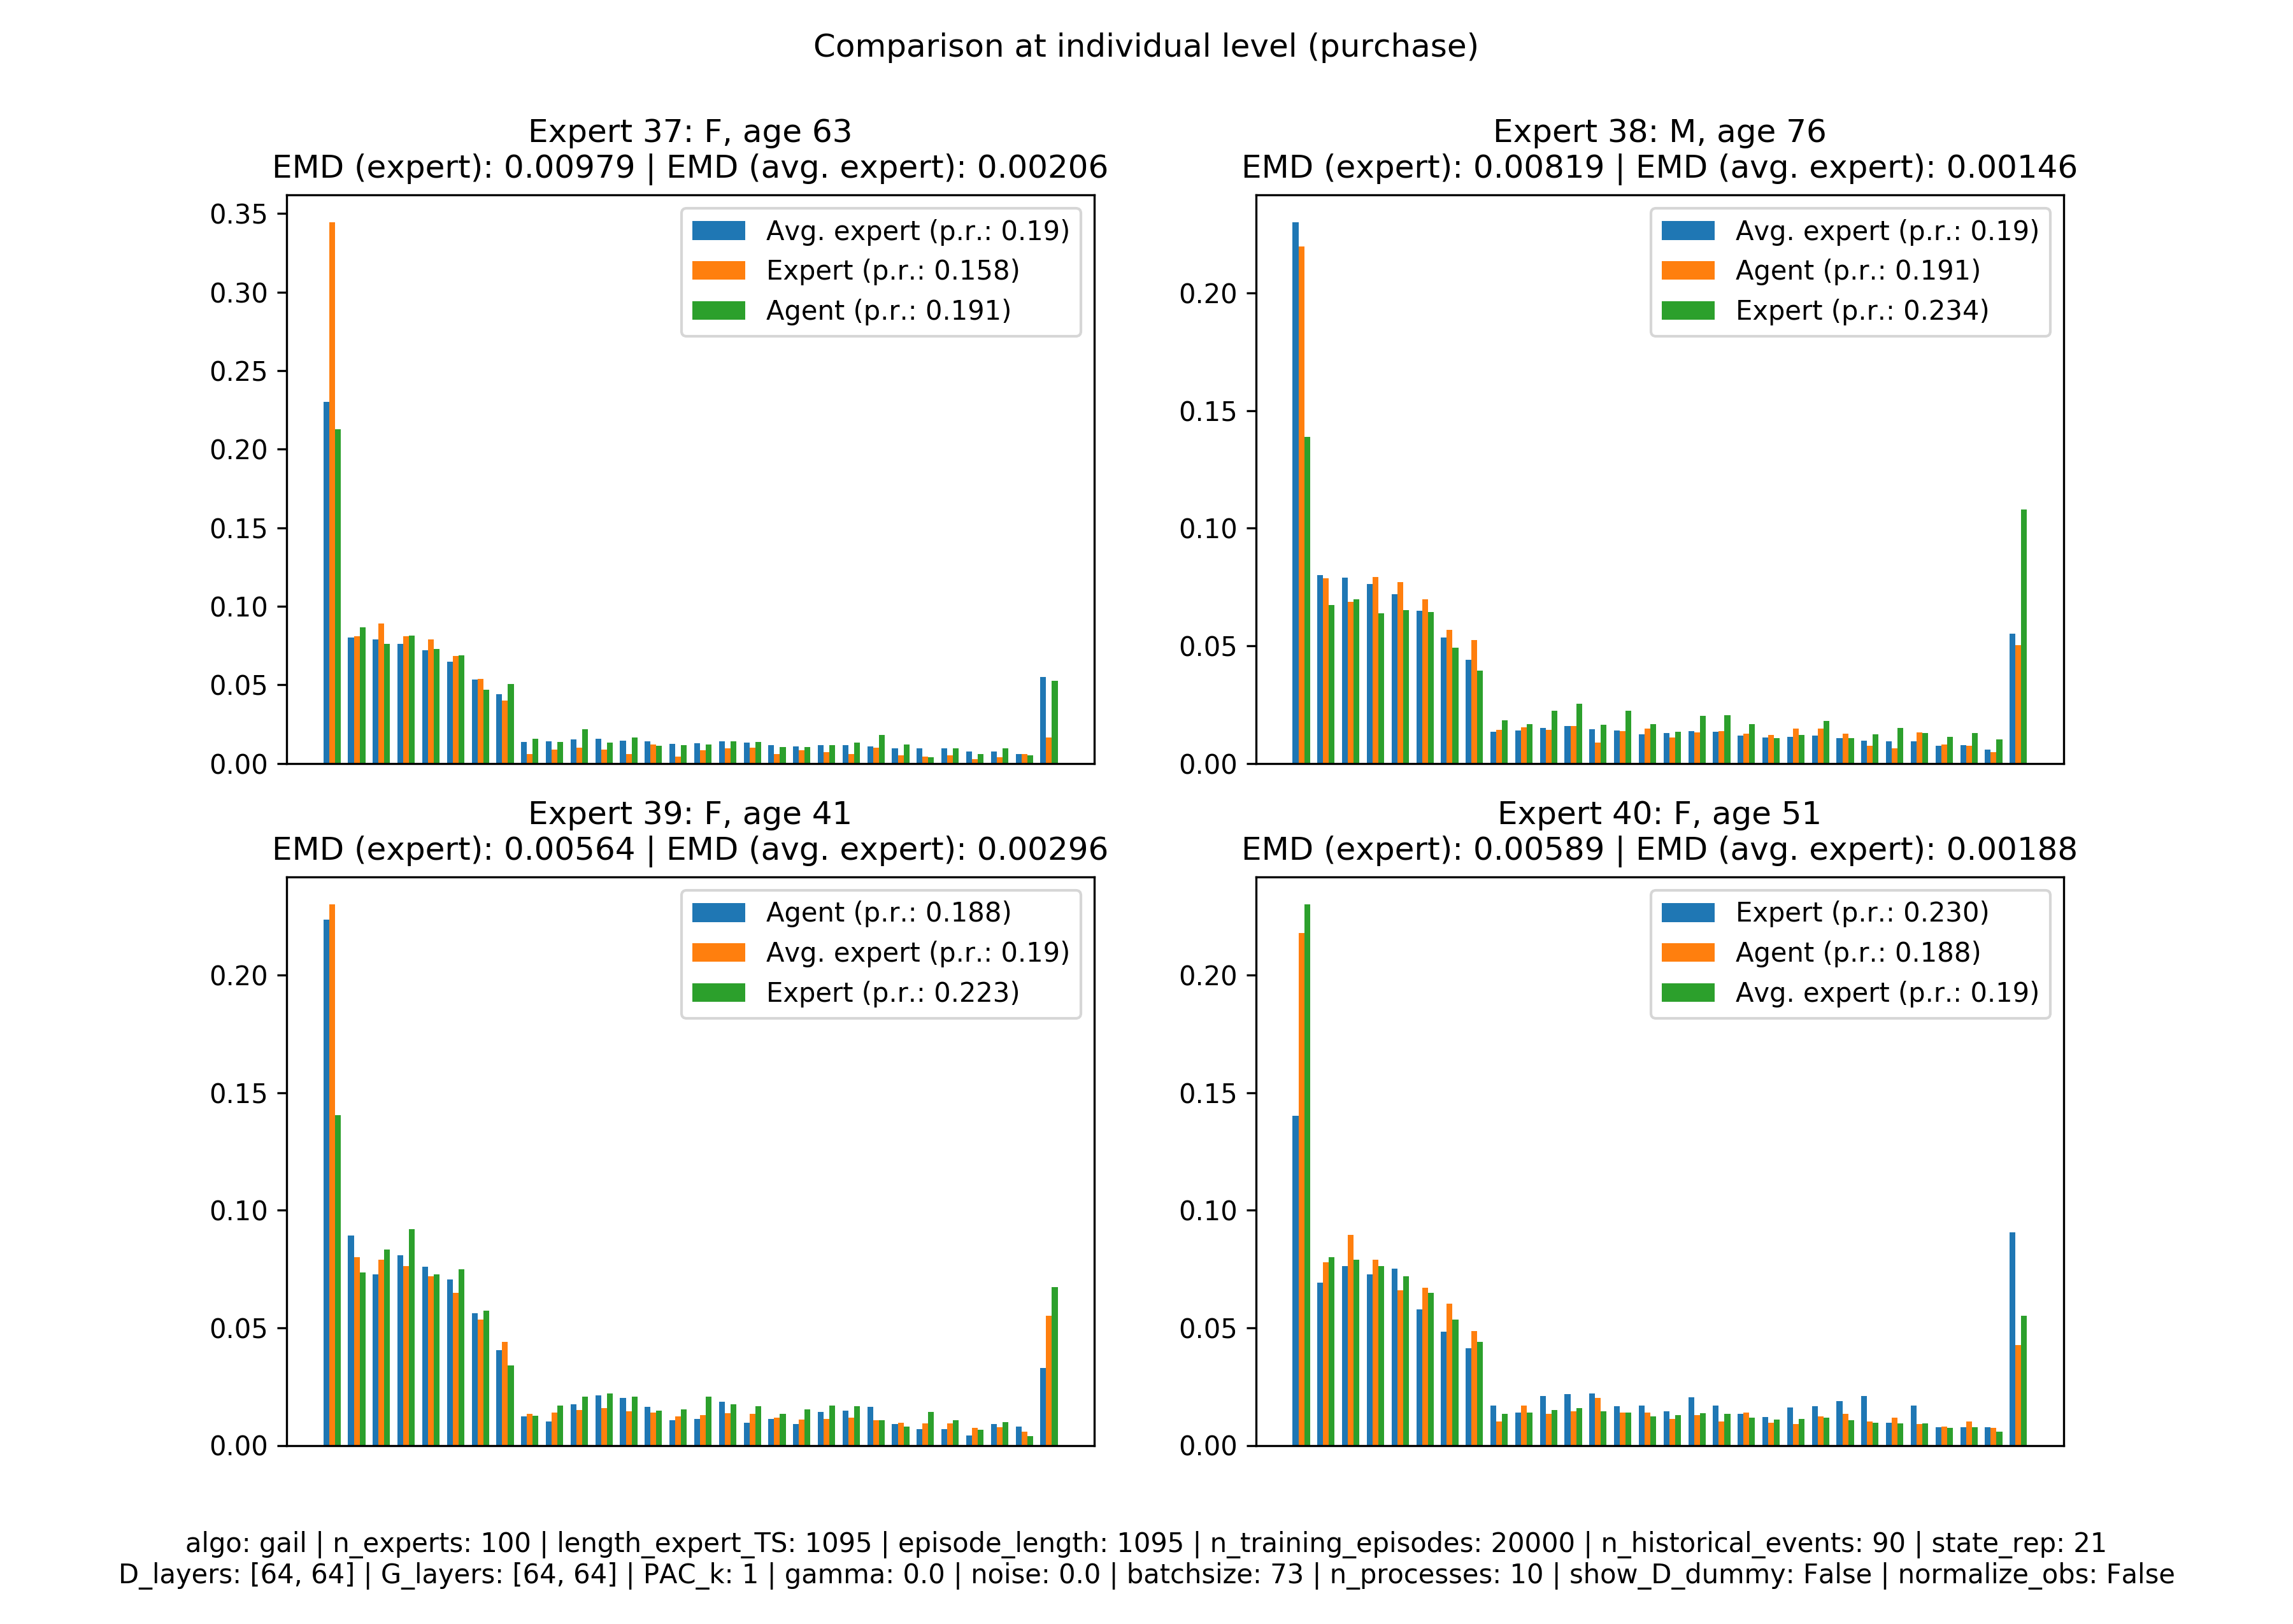 Comparison at individual level (purchase)
Expert 37: F, age 63
EMD (expert): 0.00979 | EMD (avg. expert): 0.00206
0.35
0.30
0.25
0.20
0.15
0.10
0.05
0.00
Avg. expert (p.r.: 0.19)
Expert (p.r.: 0.158)
Agent (p.r.: 0.191)
Expert 38: M, age 76
EMD (expert): 0.00819 | EMD (avg. expert): 0.00146
0.20
0.15
0.10
0.05
0.00
Avg. expert (p.r.: 0.19)
Agent (p.r.: 0.191)
Expert (p.r.: 0.234)
Expert 39: F, age 41
EMD (expert): 0.00564 | EMD (avg. expert): 0.00296
0.20
0.15
0.10
0.05
0.00
Agent (p.r.: 0.188)
Avg. expert (p.r.: 0.19)
Expert (p.r.: 0.223)
Expert 40: F, age 51
EMD (expert): 0.00589 | EMD (avg. expert): 0.00188
0.20
0.15
0.10
0.05
0.00
Expert (p.r.: 0.230)
Agent (p.r.: 0.188)
Avg. expert (p.r.: 0.19)
algo: gail | n_experts: 100 | length_expert_TS: 1095 | episode_length: 1095 | n_training_episodes: 20000 | n_historical_events: 90 | state_rep: 21
D_layers: [64, 64] | G_layers: [64, 64] | PAC_k: 1 | gamma: 0.0 | noise: 0.0 | batchsize: 73 | n_processes: 10 | show_D_dummy: False | normalize_obs: False